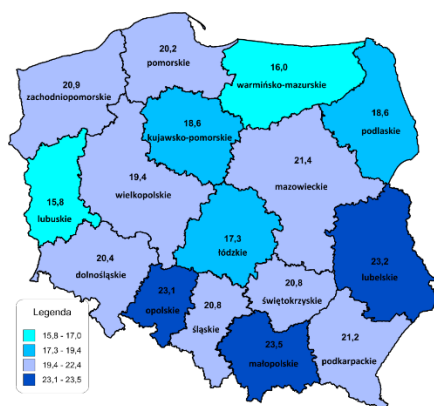 20,2
pomorskie
16,0
warmińsko-mazurskie
20,9
zachodniopomorskie
18,6
kujawsko-pomorskie
18,6
podlaskie
19,4
wielkopolskie
21,4
mazowieckie
15,8
lubuskie
17,3
łódzkie
23,2
lubelskie
20,4
dolnośląskie
23,1
opolskie
20,8
śląskie
20,8
świętokrzyskie
23,5
małopolskie
21,2
podkarpackie
Legenda
15,8 - 17,0
17,3 - 19,4
19,4 - 22,4
23,1 - 23,5